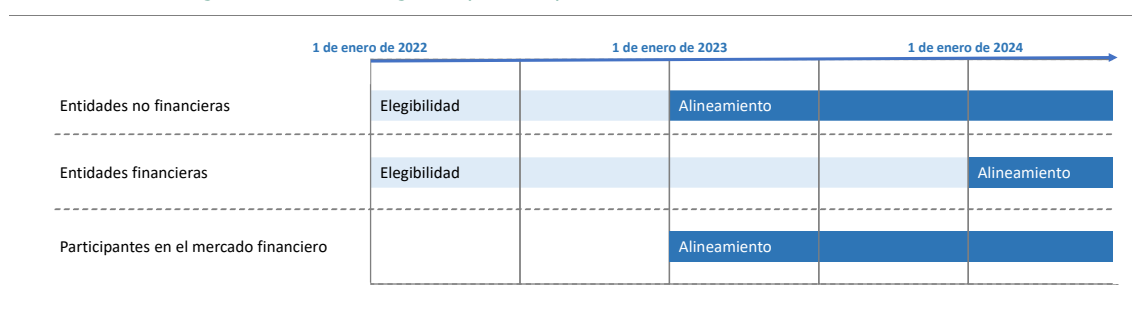 1 de enero de 2022 1 de enero de 2023 1 de enero de 2024
Entidades no financieras Elegibilidad Alineamiento
Entidades financieras Elegibilidad Alineamiento
Participantes en el mercado financiero Alineamiento